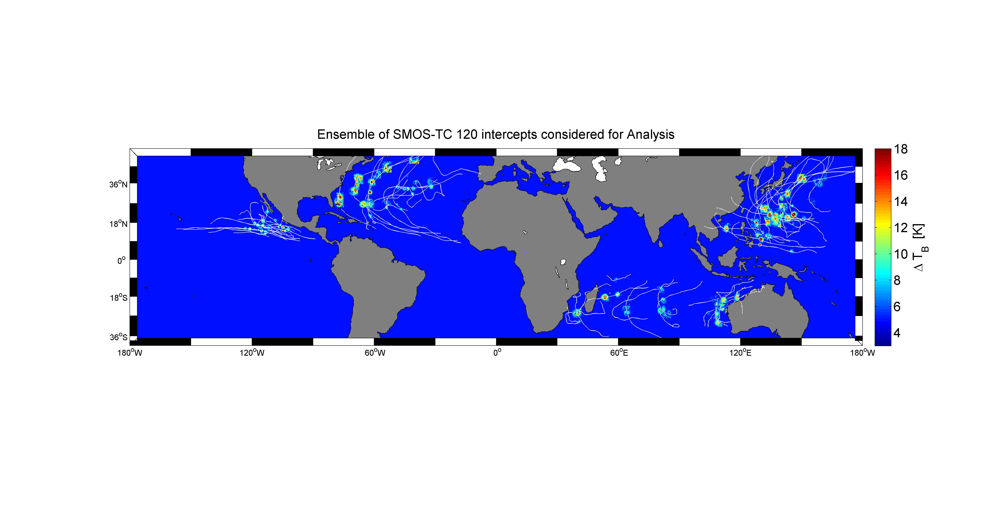 Ensemble of SMOS-TC 120 intercepts considered for Analysis
18
16
14
12
10
8
6
4
Δ T_B [K]
36°N
18°N
0°
18°S
36°S
180°W
120°W
60°W
0°
60°E
120°E
180°W